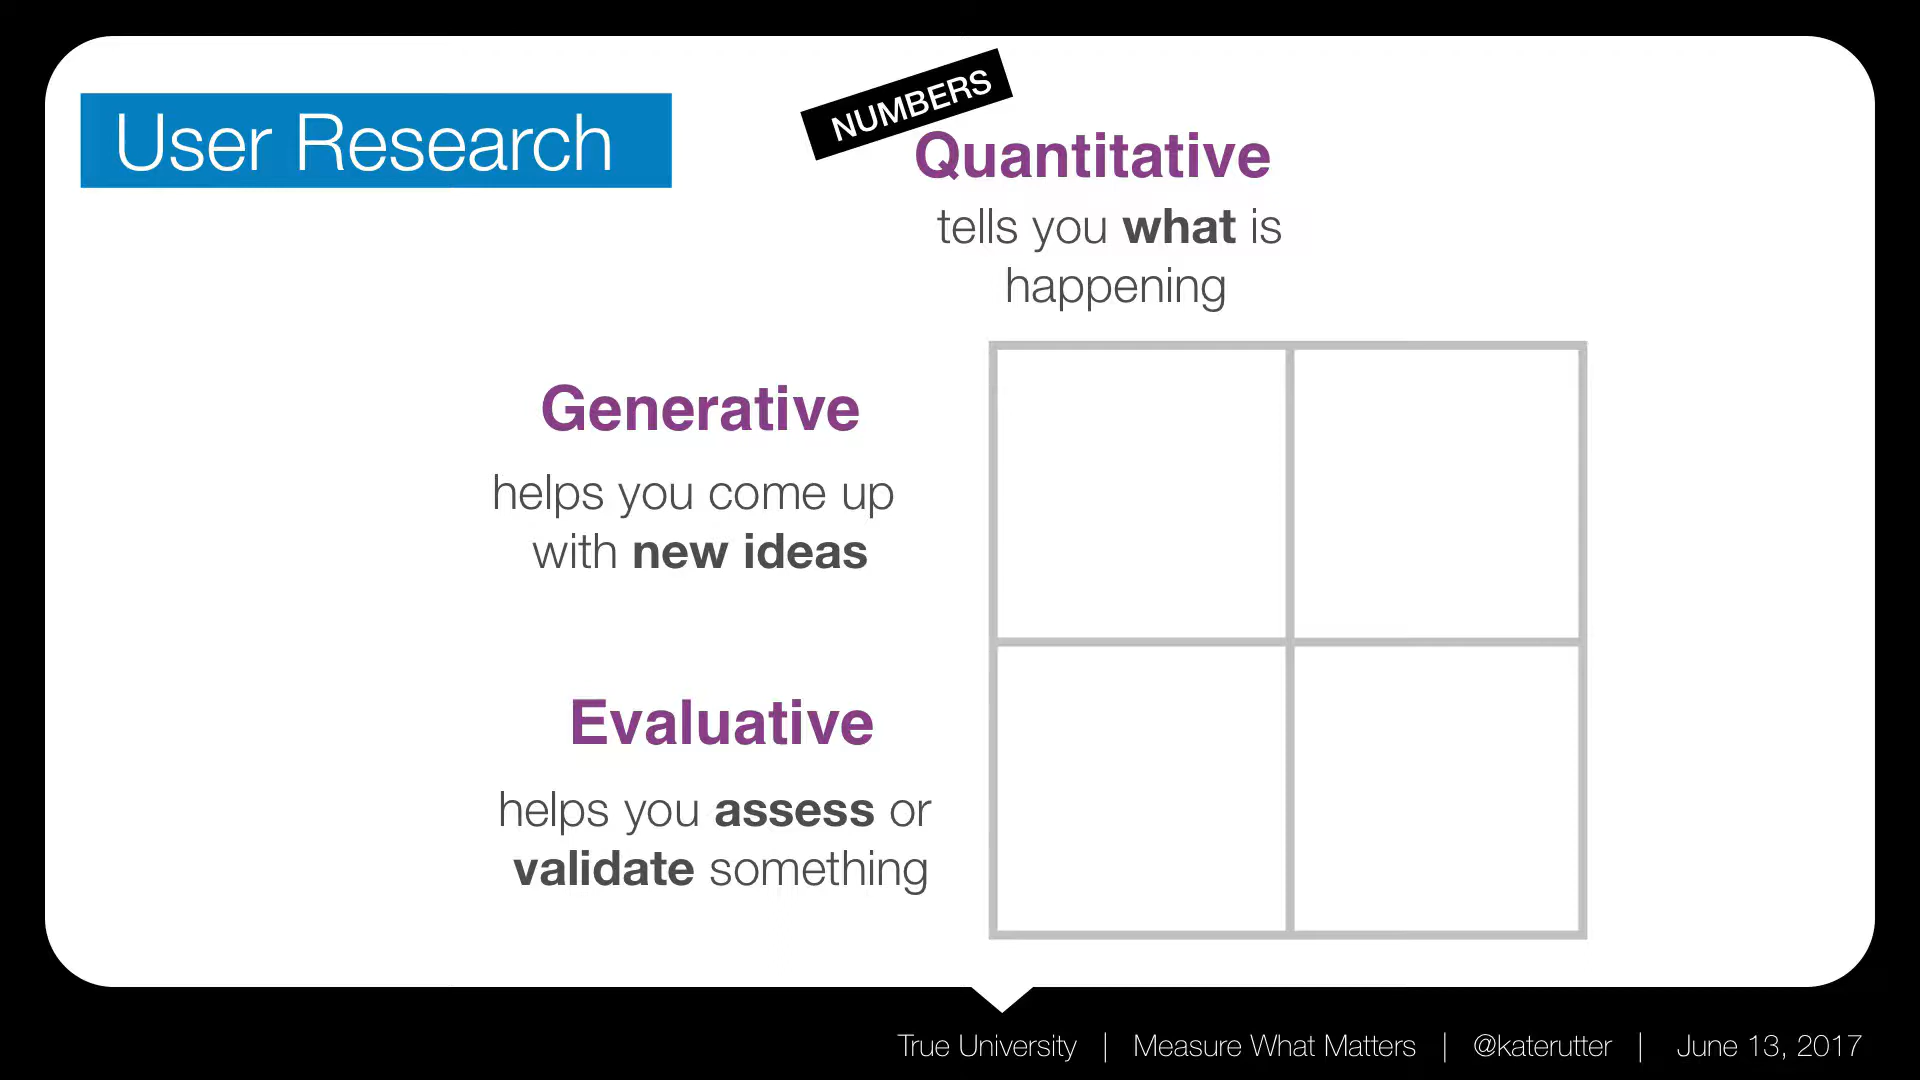 User Research
NUMBERS
Quantitative
tells you what is
happening
Generative
helps you come up
with new ideas
Evaluative
helps you assess or
validate something
True University | Measure What Matters | @katerutter | June 13, 2017